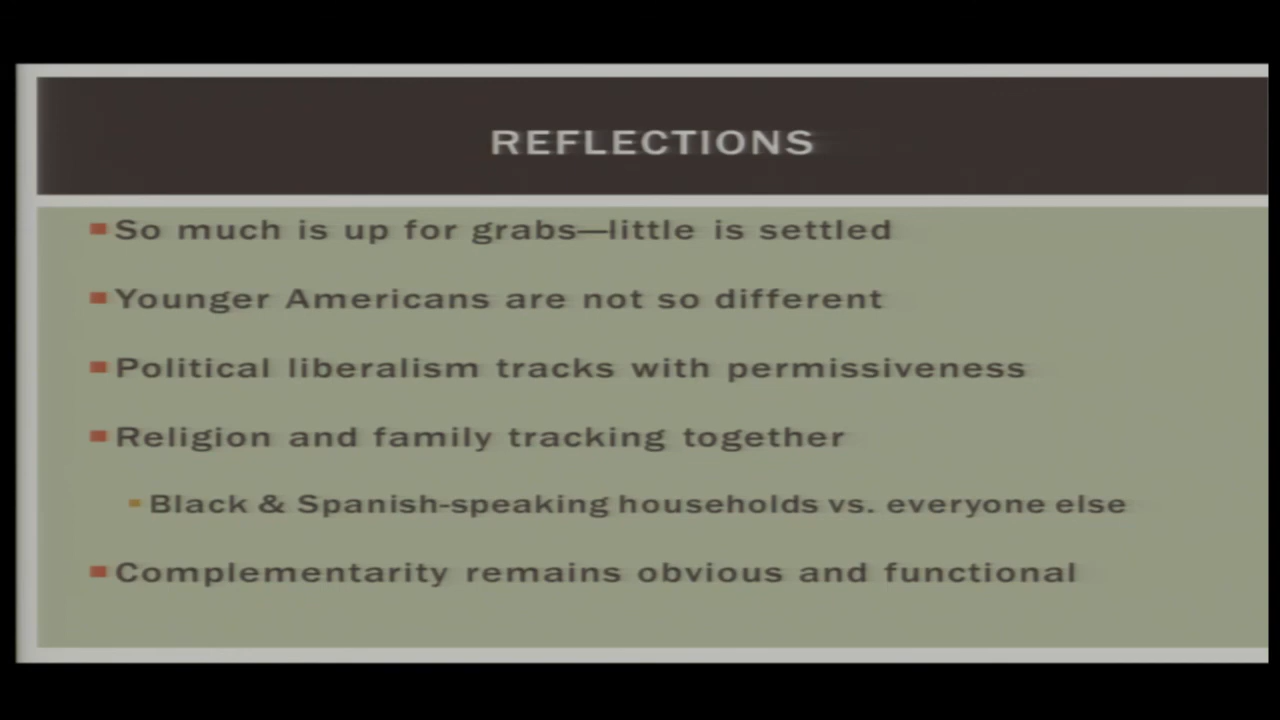 REFLECTIONS
So much is up for grabs—little is settled
Younger Americans are not so different
Political liberalism tracks with permissiveness
Religion and family tracking together
Black & Spanish-speaking households vs. everyone else
Complementarity remains obvious and functional